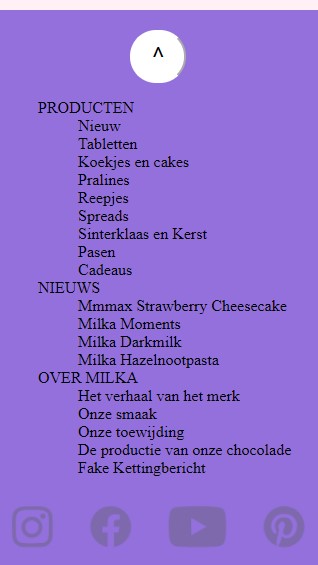 ^
PRODUCTEN
Nieuw
Tabletten
Koekjes en cakes
Pralines
Reepjes
Spreads
Sinterklaas en Kerst
Pasen
Cadeaus
NIEUWS
Mmmax Strawberry Cheesecake
Milka Moments
Milka Darkmilk
Milka Hazelnootpasta
OVER MILKA
Het verhaal van het merk
Onze smaak
Onze toewijding
De productie van onze chocolade
Fake Kettingbericht